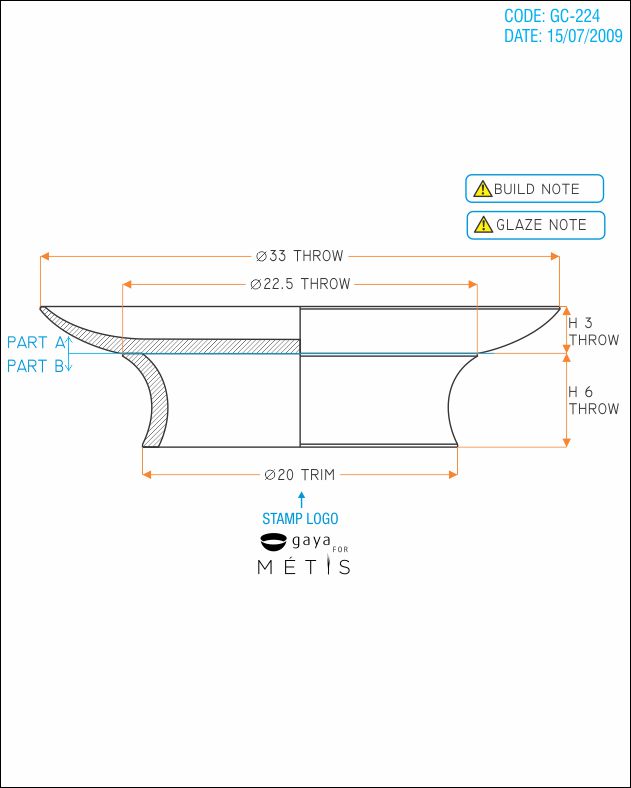 CODE: GC-224
DATE: 15/07/2009
BUILD NOTE
GLAZE NOTE
Ø33 THROW
Ø22.5 THROW
H 3
THROW
PART A
PART B
H 6
THROW
Ø20 TRIM
STAMP LOGO
gaya
FOR
MÉTIS